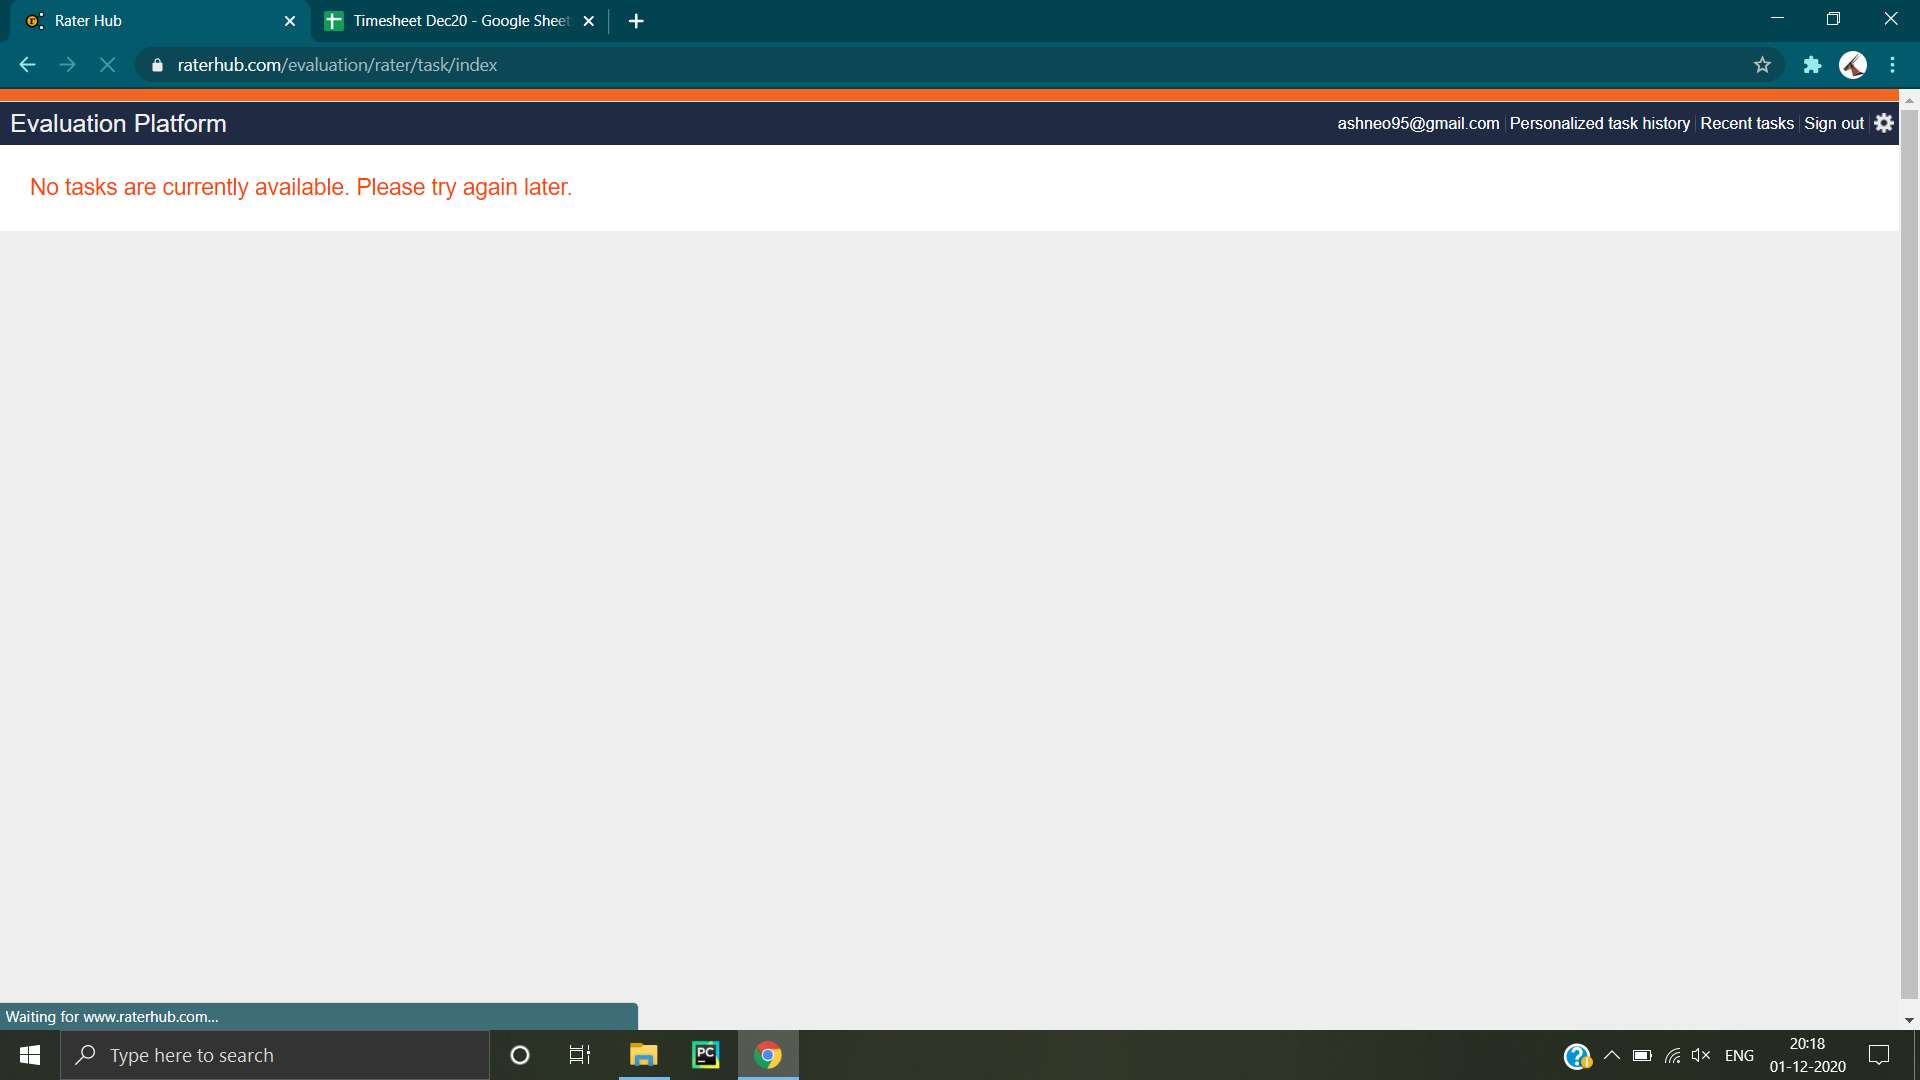 Rater Hub
Timesheet Dec20 - Google Sheet
raterhub.com/evaluation/rater/task/index
Evaluation Platform
ashneo95@gmail.com Personalized task history Recent tasks Sign out
No tasks are currently available. Please try again later.
Waiting for www.raterhub.com...
Type here to search
PC
ENG
20:18
01-12-2020